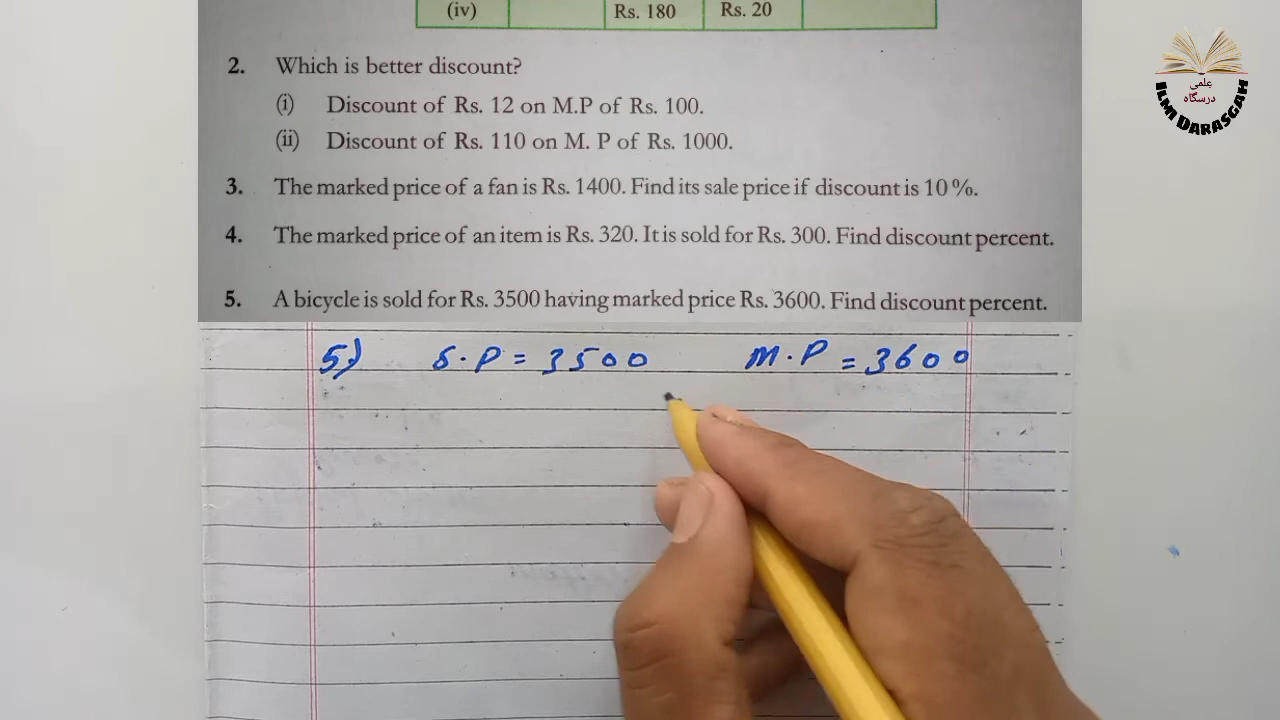 (iv) Rs. 180 Rs. 20
2. Which is better discount?
(i) Discount of Rs. 12 on M.P of Rs. 100.
(ii) Discount of Rs. 110 on M. P of Rs. 1000.
3. The marked price of a fan is Rs. 1400. Find its sale price if discount is 10%.
4. The marked price of an item is Rs. 320. It is sold for Rs. 300. Find discount percent.
5. A bicycle is sold for Rs. 3500 having marked price Rs. 3600. Find discount percent.
5) S.P = 3500 M.P = 3600
علمی
درسگاہ
ILMI DARASGAH